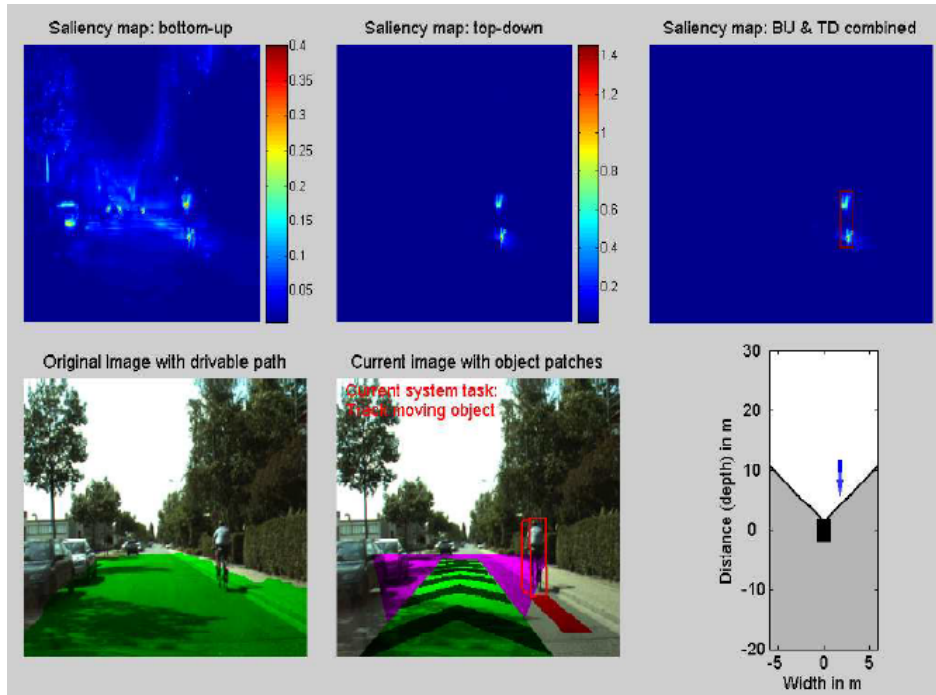 Saliency map: bottom-up
Saliency map: top-down
Saliency map: BU & TD combined
0.4
0.35
0.3
0.25
0.2
0.15
0.1
0.05
1.4
1.2
1
0.8
0.6
0.4
0.2
Original Image with drivable path
Current image with object patches
Current system task:
Track moving object
30
20
10
0
-10
-20
Distance (depth) in m
-5
0
5
Width in m